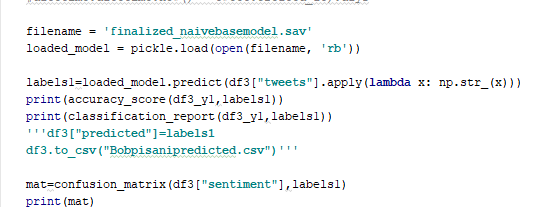 filename = 'finalized_naivebasemodel.sav'
loaded_model = pickle.load(open(filename, 'rb'))
labels1=loaded_model.predict(df3["tweets"].apply(lambda x: np.str_(x)))
print(accuracy_score(df3_y1,labels1))
print(classification_report(df3_y1,labels1))
'''df3["predicted"]=labels1
df3.to_csv("Bobpisanipredicted.csv")'''
mat=confusion_matrix(df3["sentiment"],labels1)
print(mat)